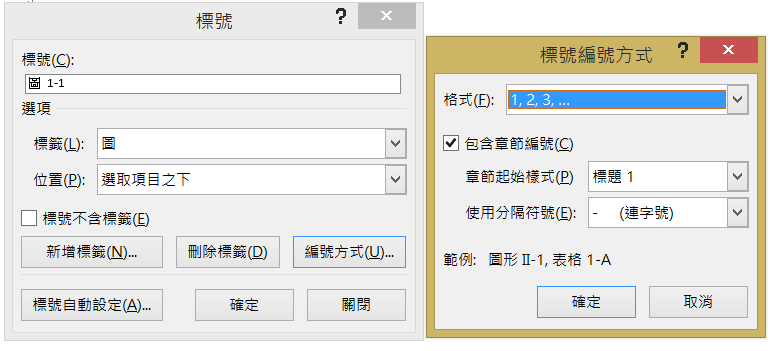 標號
?
標號(C):
圖 1-1
選項
標籤(L):
圖
位置(P):
選取項目之下
標號不含標籤(E)
新增標籤(N)...
刪除標籤(D)
編號方式(U)...
標號自動設定(A)...
確定
關閉
標號編號方式
?
格式(F):
1, 2, 3, ...
包含章節編號(C)
章節起始樣式(P)
標題 1
使用分隔符號(E):
- (連字號)
範例: 圖形 II-1, 表格 1-A
確定
取消